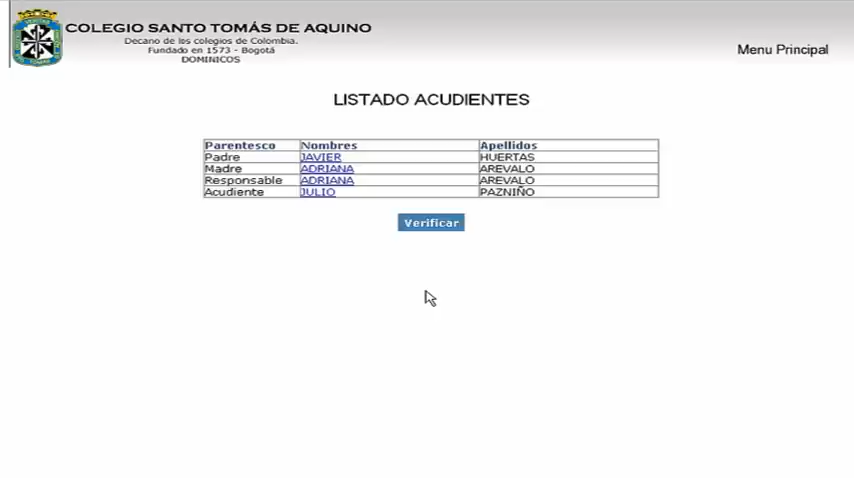 COLEGIO SANTO TOMÁS DE AQUINO
Decano de los colegios de Colombia.
Fundado en 1573 - Bogotá
DOMINICOS
Menu Principal
LISTADO ACUDIENTES
Parentesco Nombres Apellidos
Padre JAVIER HUERTAS
Madre ADRIANA AREVALO
Responsable ADRIANA AREVALO
Acudiente JULIO PAZNIÑO
Verificar